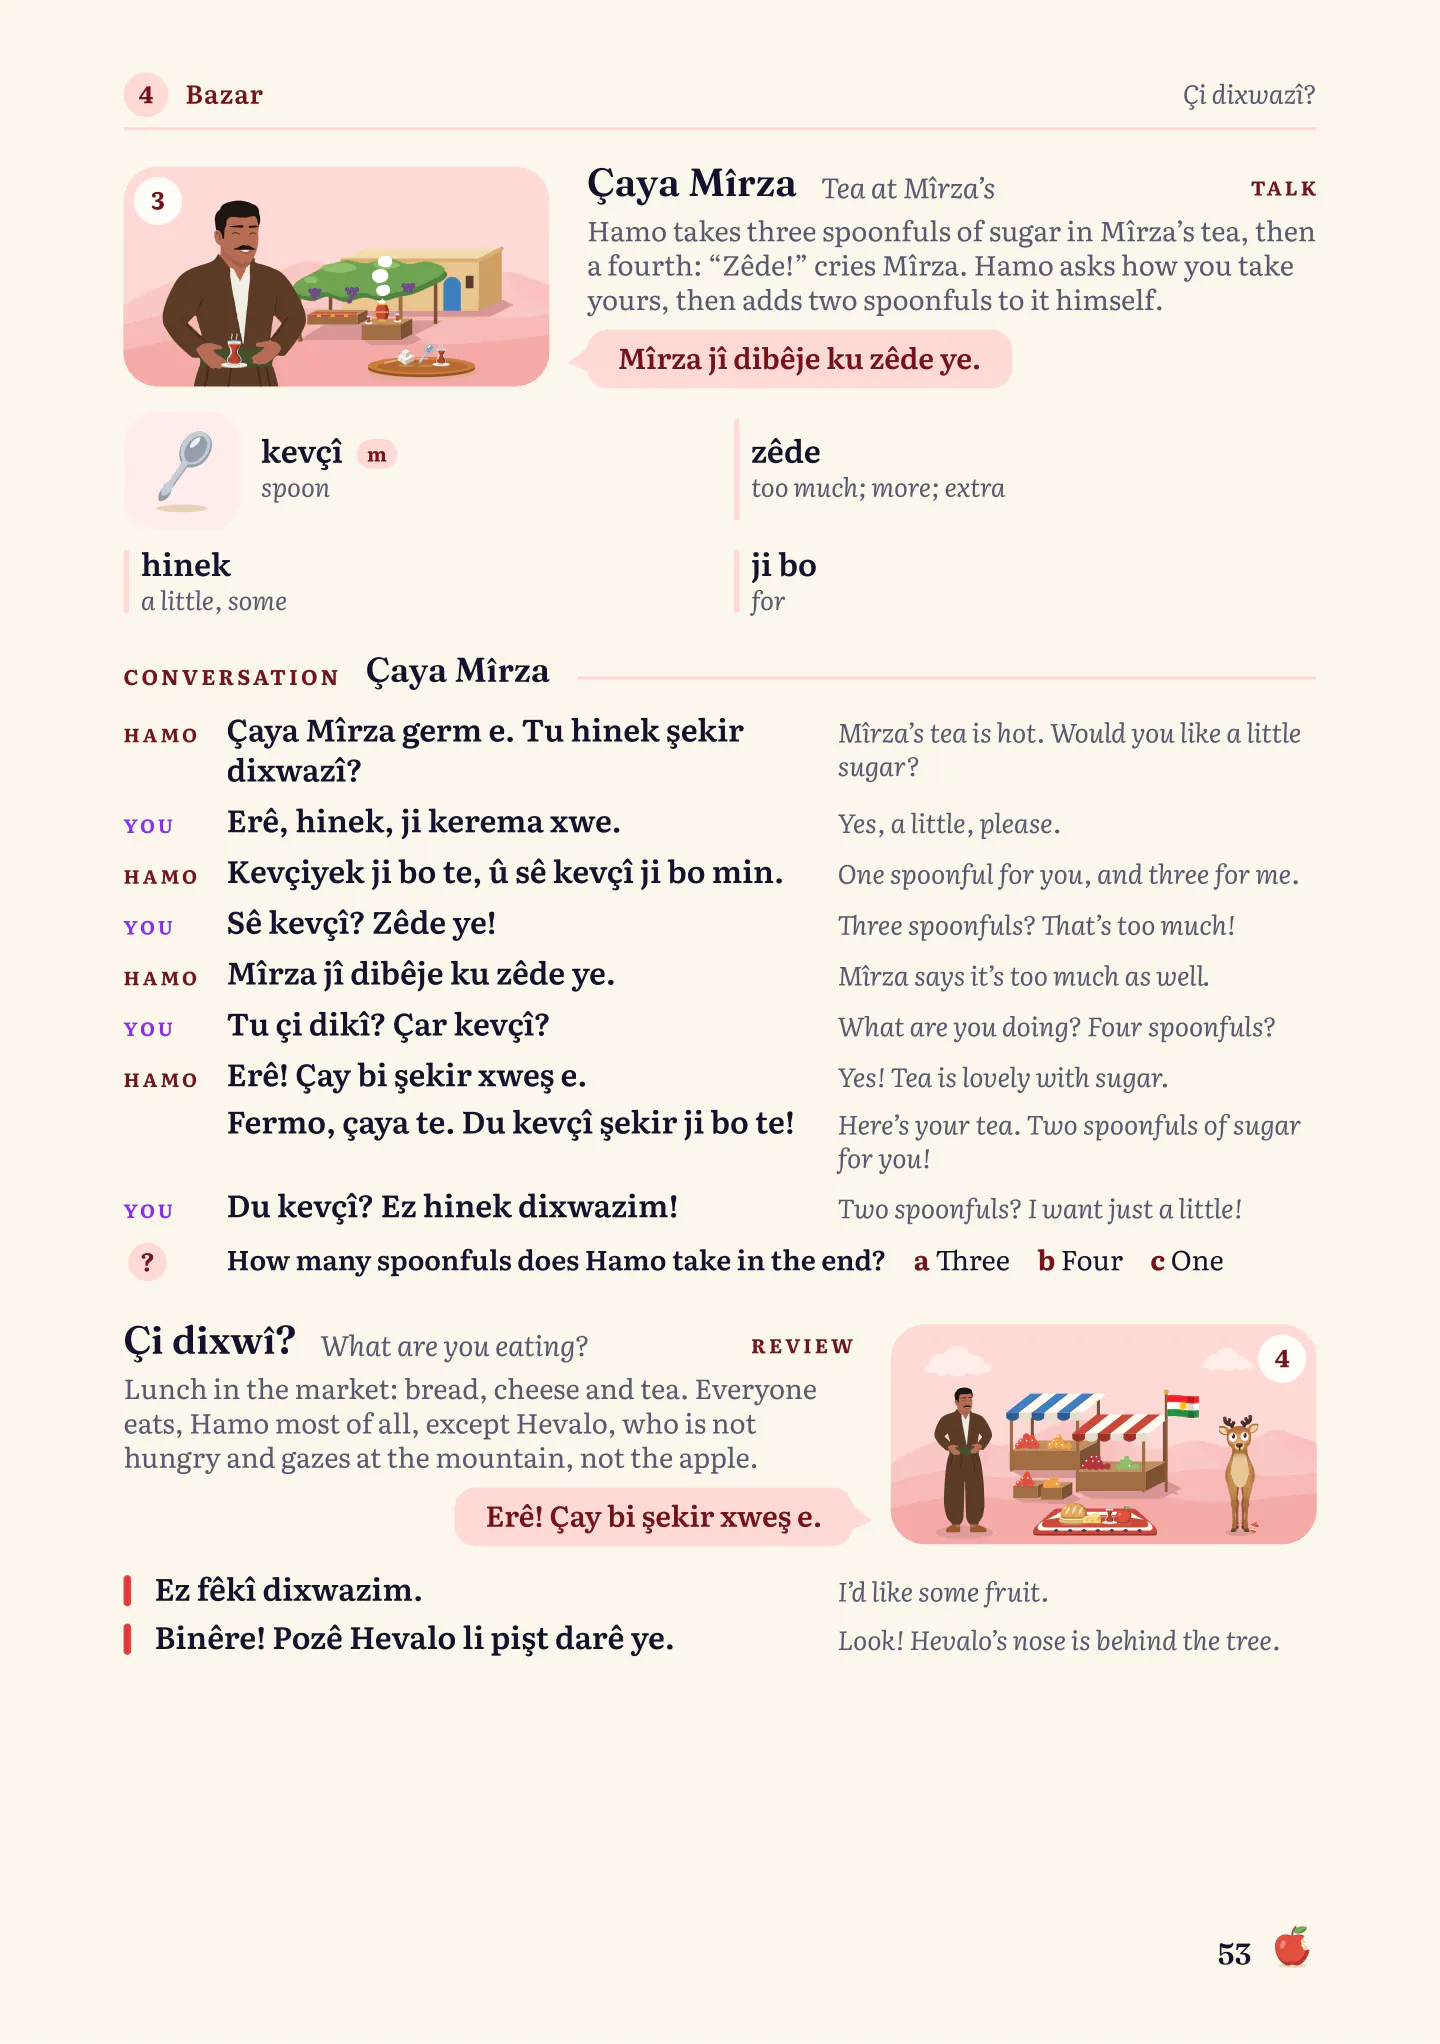 4 Bazar
Çi dixwazî?
3
Çaya Mîrza Tea at Mîrza’s TALK
Hamo takes three spoonfuls of sugar in Mîrza’s tea, then
a fourth: “Zêde!” cries Mîrza. Hamo asks how you take
yours, then adds two spoonfuls to it himself.
Mîrza jî dibêje ku zêde ye.
kevçî m
spoon
zêde
too much; more; extra
hinek
a little, some
ji bo
for
CONVERSATION Çaya Mîrza
HAMO Çaya Mîrza germ e. Tu hinek şekir
dixwazî?
Mîrza’s tea is hot. Would you like a little
sugar?
YOU Erê, hinek, ji kerema xwe. Yes, a little, please.
HAMO Kevçiyek ji bo te, û sê kevçî ji bo min. One spoonful for you, and three for me.
YOU Sê kevçî? Zêde ye! Three spoonfuls? That’s too much!
HAMO Mîrza jî dibêje ku zêde ye. Mîrza says it’s too much as well.
YOU Tu çi dikî? Çar kevçî? What are you doing? Four spoonfuls?
HAMO Erê! Çay bi şekir xweş e. Yes! Tea is lovely with sugar.
Fermo, çaya te. Du kevçî şekir ji bo te! Here’s your tea. Two spoonfuls of sugar
for you!
YOU Du kevçî? Ez hinek dixwazim! Two spoonfuls? I want just a little!
? How many spoonfuls does Hamo take in the end? a Three b Four c One
Çi dixwî? What are you eating? REVIEW
Lunch in the market: bread, cheese and tea. Everyone
eats, Hamo most of all, except Hevalo, who is not
hungry and gazes at the mountain, not the apple.
Erê! Çay bi şekir xweş e.
4
Ez fêkî dixwazim. I’d like some fruit.
Binêre! Pozê Hevalo li pişt darê ye. Look! Hevalo’s nose is behind the tree.
53